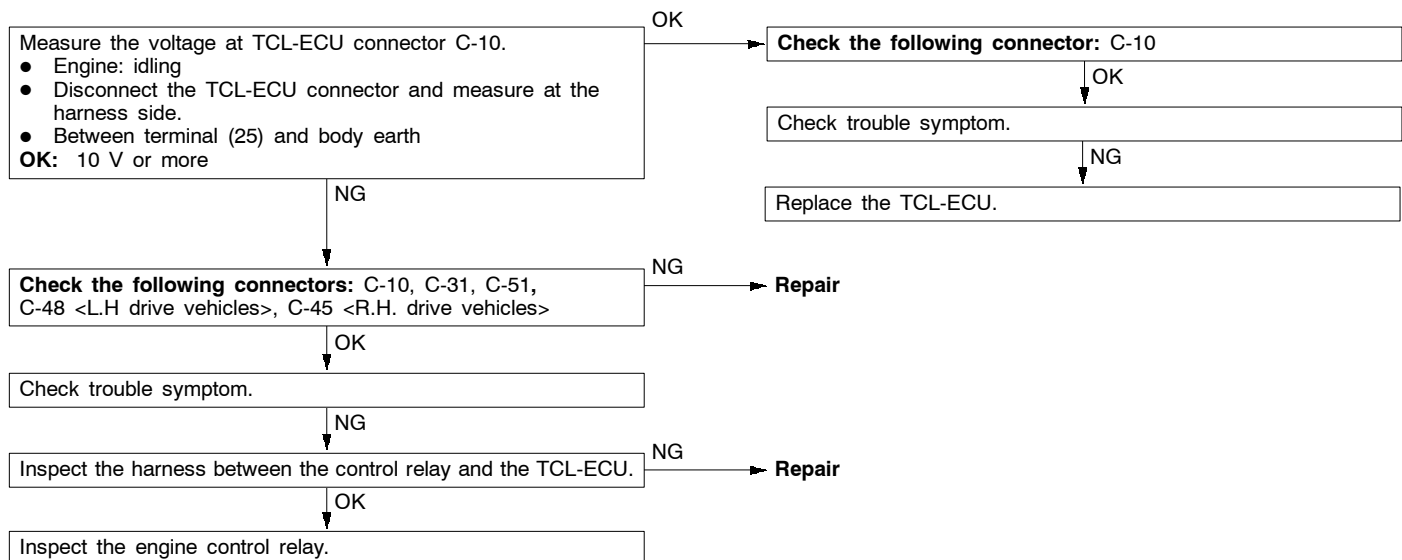 Measure the voltage at TCL-ECU connector C-10.
● Engine: idling
● Disconnect the TCL-ECU connector and measure at the
harness side.
● Between terminal (25) and body earth
OK: 10 V or more
OK
Check the following connector: C-10
OK
Check trouble symptom.
NG
Replace the TCL-ECU.
NG
Check the following connectors: C-10, C-31, C-51,
C-48 <L.H drive vehicles>, C-45 <R.H. drive vehicles>
NG
Repair
OK
Check trouble symptom.
NG
Inspect the harness between the control relay and the TCL-ECU.
NG
Repair
OK
Inspect the engine control relay.